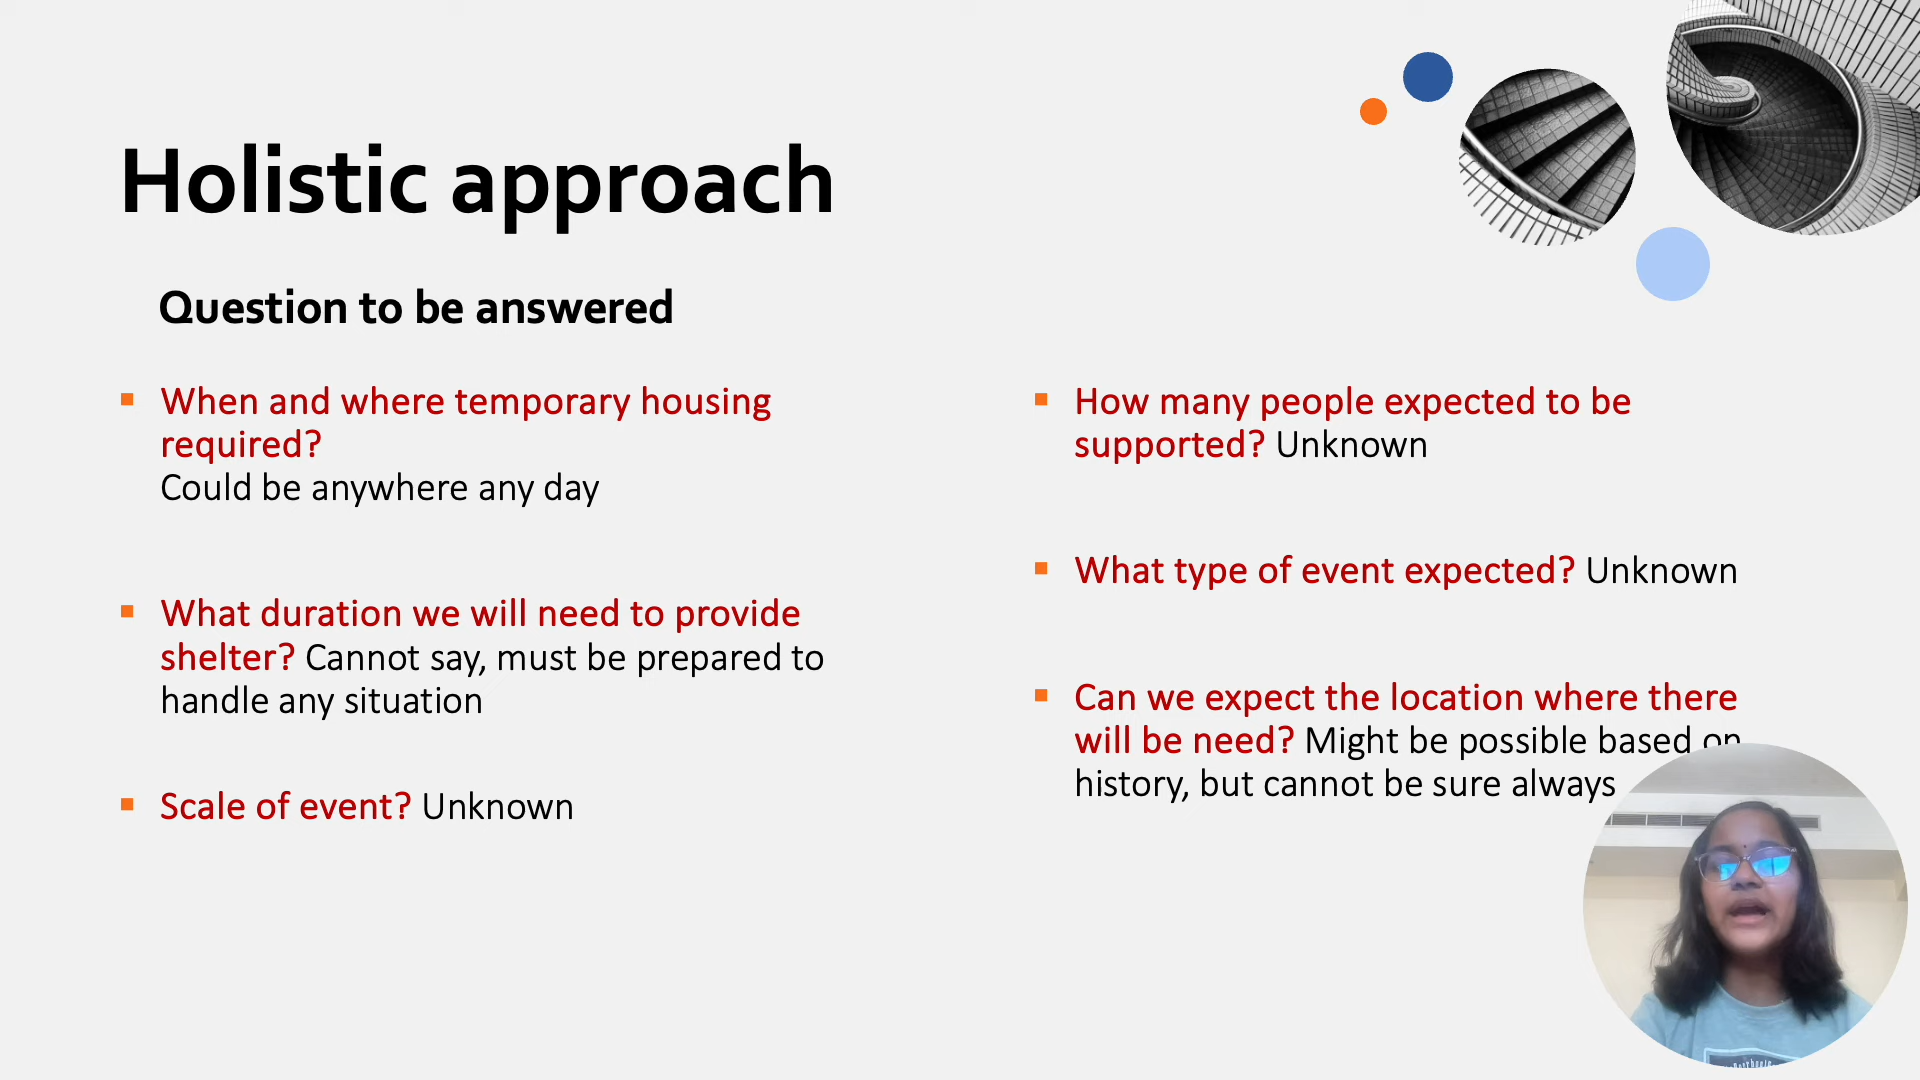 Holistic approach
Question to be answered
When and where temporary housing
required?
Could be anywhere any day
What duration we will need to provide
shelter? Cannot say, must be prepared to
handle any situation
Scale of event? Unknown
How many people expected to be
supported? Unknown
What type of event expected? Unknown
Can we expect the location where there
will be need? Might be possible based on
history, but cannot be sure always